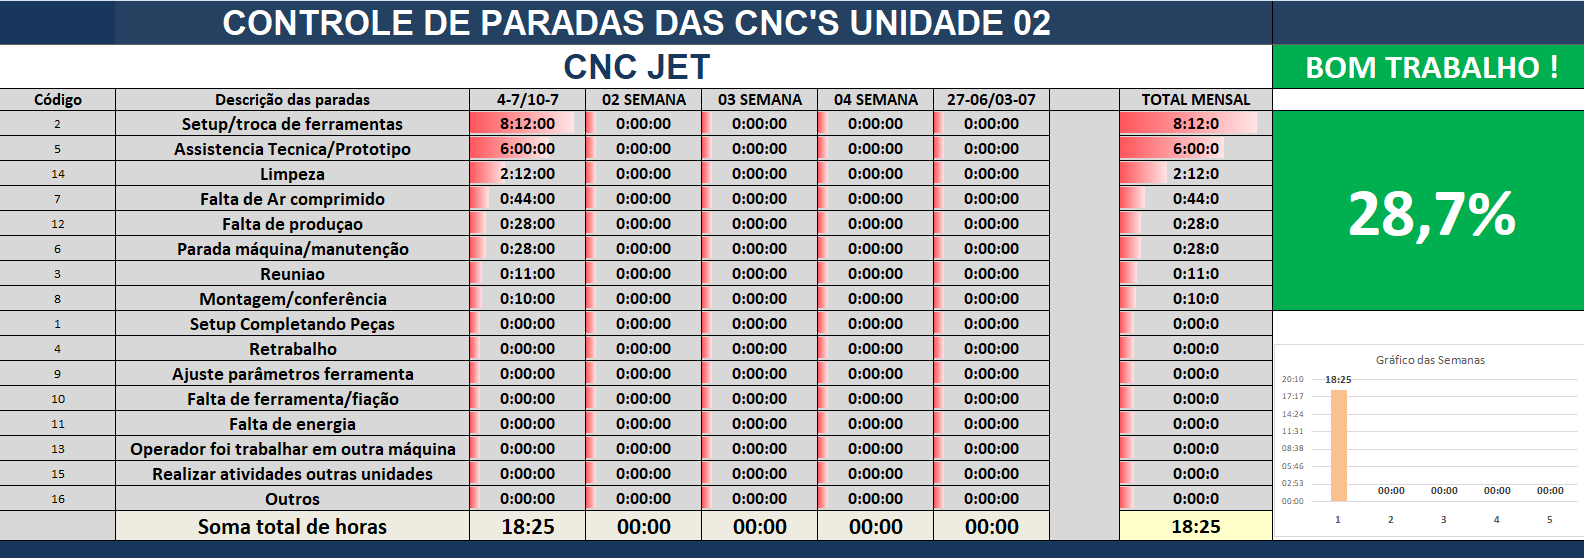 CONTROLE DE PARADAS DAS CNC'S UNIDADE 02
CNC JET
BOM TRABALHO !
Código Descrição das paradas 4-7/10-7 02 SEMANA 03 SEMANA 04 SEMANA 27-06/03-07 TOTAL MENSAL
2 Setup/troca de ferramentas 8:12:00 0:00:00 0:00:00 0:00:00 0:00:00 8:12:0
5 Assistencia Tecnica/Prototipo 6:00:00 0:00:00 0:00:00 0:00:00 0:00:00 6:00:0
14 Limpeza 2:12:00 0:00:00 0:00:00 0:00:00 0:00:00 2:12:0
7 Falta de Ar comprimido 0:44:00 0:00:00 0:00:00 0:00:00 0:00:00 0:44:0
12 Falta de produçao 0:28:00 0:00:00 0:00:00 0:00:00 0:00:00 0:28:0
6 Parada máquina/manutenção 0:28:00 0:00:00 0:00:00 0:00:00 0:00:00 0:28:0
3 Reuniao 0:11:00 0:00:00 0:00:00 0:00:00 0:00:00 0:11:0
8 Montagem/conferência 0:10:00 0:00:00 0:00:00 0:00:00 0:00:00 0:10:0
1 Setup Completando Peças 0:00:00 0:00:00 0:00:00 0:00:00 0:00:00 0:00:0
4 Retrabalho 0:00:00 0:00:00 0:00:00 0:00:00 0:00:00 0:00:0
9 Ajuste parâmetros ferramenta 0:00:00 0:00:00 0:00:00 0:00:00 0:00:00 0:00:0
10 Falta de ferramenta/fiação 0:00:00 0:00:00 0:00:00 0:00:00 0:00:00 0:00:0
11 Falta de energia 0:00:00 0:00:00 0:00:00 0:00:00 0:00:00 0:00:0
13 Operador foi trabalhar em outra máquina 0:00:00 0:00:00 0:00:00 0:00:00 0:00:00 0:00:0
15 Realizar atividades outras unidades 0:00:00 0:00:00 0:00:00 0:00:00 0:00:00 0:00:0
16 Outros 0:00:00 0:00:00 0:00:00 0:00:00 0:00:00 0:00:0
Soma total de horas 18:25 00:00 00:00 00:00 00:00 18:25
28,7%
Gráfico das Semanas
20:10
17:17
14:24
11:31
08:38
05:46
02:53
00:00
18:25 00:00 00:00 00:00 00:00
1 2 3 4 5